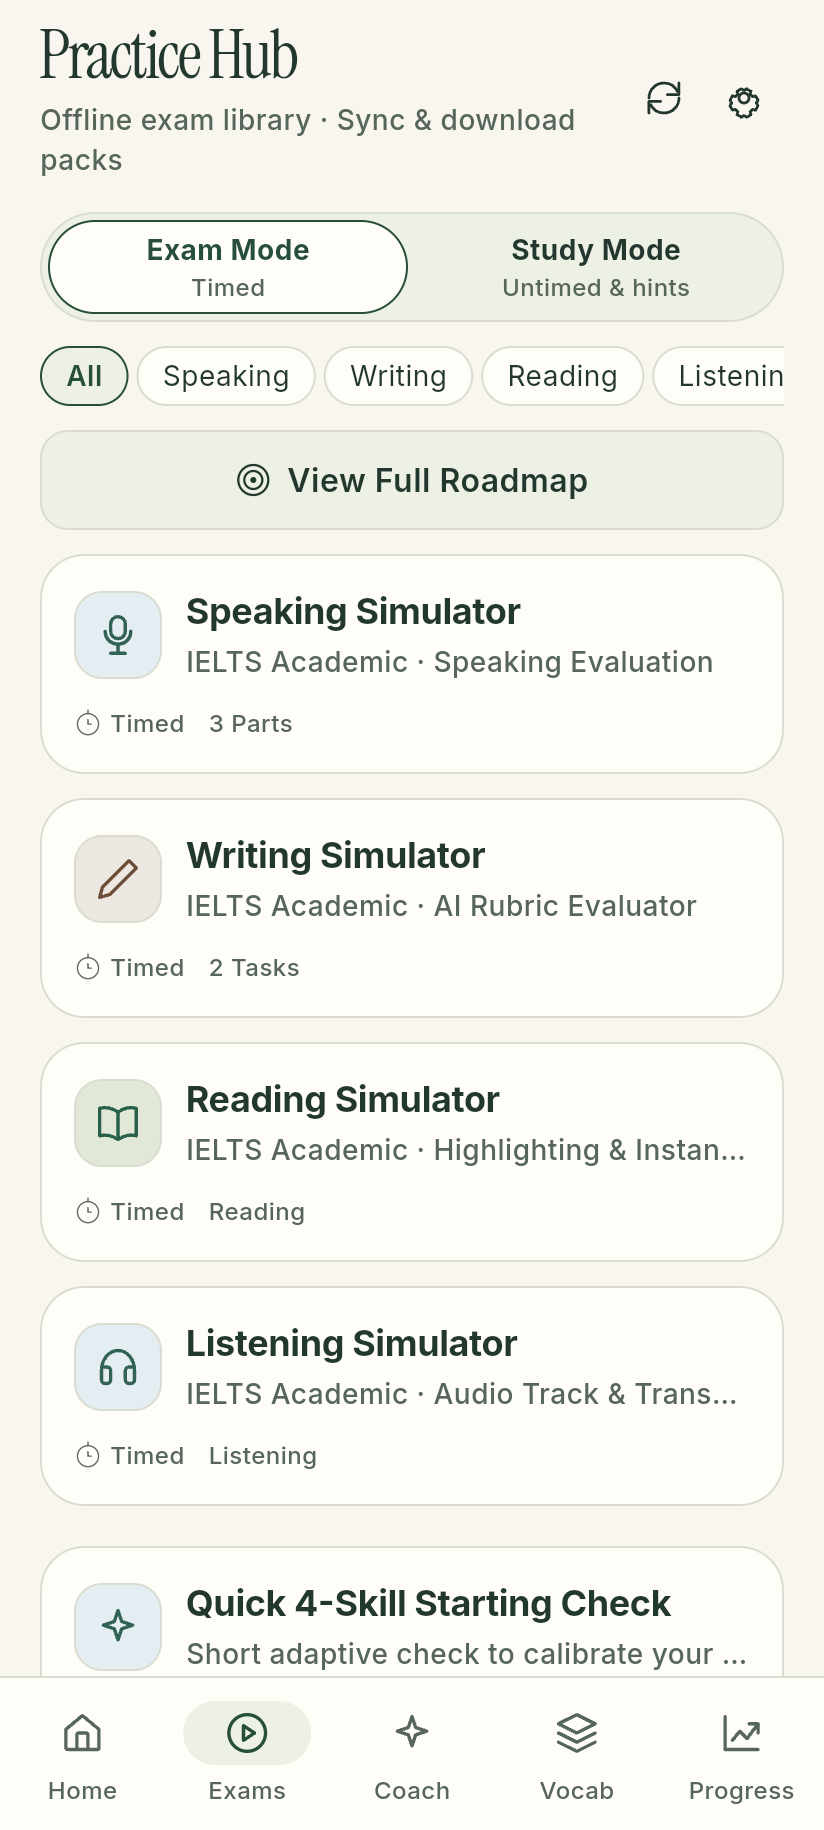 Practice Hub
Offline exam library · Sync & download
packs
Exam Mode
Timed
Study Mode
Untimed & hints
All
Speaking
Writing
Reading
Listenin
View Full Roadmap
Speaking Simulator
IELTS Academic · Speaking Evaluation
Timed 3 Parts
Writing Simulator
IELTS Academic · AI Rubric Evaluator
Timed 2 Tasks
Reading Simulator
IELTS Academic · Highlighting & Instan...
Timed Reading
Listening Simulator
IELTS Academic · Audio Track & Trans...
Timed Listening
Quick 4-Skill Starting Check
Short adaptive check to calibrate your ...
Home
Exams
Coach
Vocab
Progress